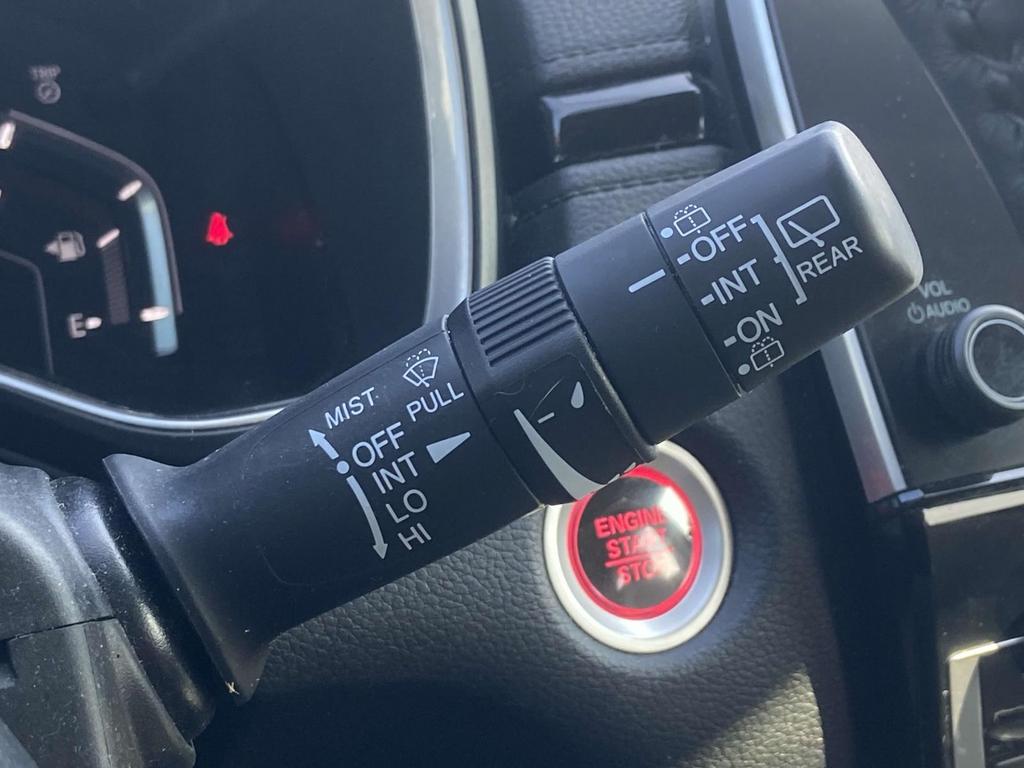 TRIP
E
MIST
PULL
OFF
INT
LO
HI
OFF
INT
ON
REAR
ENGINE
START
STOP
VOL
AUDIO